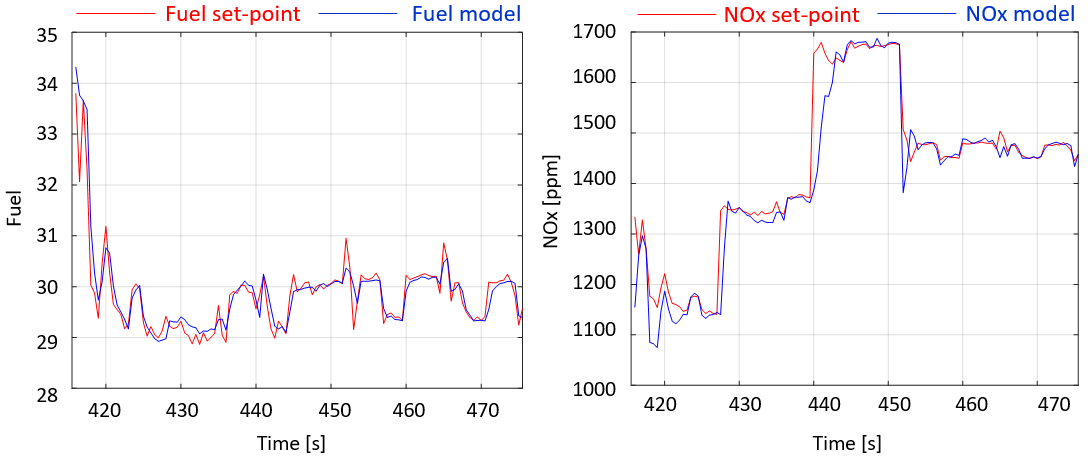 Fuel set-point Fuel model
35
34
33
32
31
30
29
28
Fuel
420 430 440 450 460 470
Time [s]
NOx set-point NOx model
1700
1600
1500
1400
1300
1200
1100
1000
NOx [ppm]
420 430 440 450 460 470
Time [s]